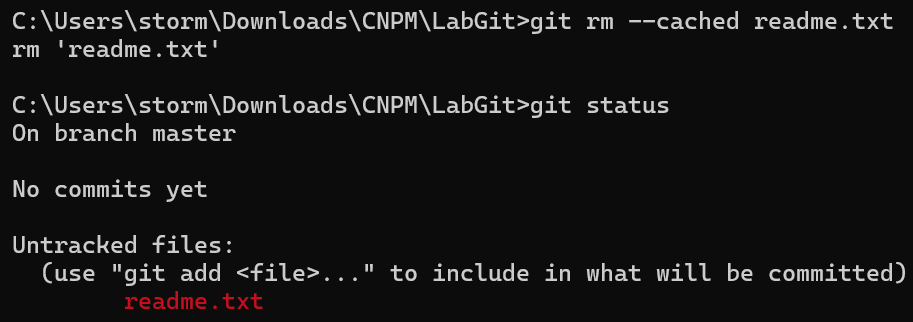 C:\Users\storm\Downloads\CNPM\LabGit>git rm --cached readme.txt
rm 'readme.txt'
C:\Users\storm\Downloads\CNPM\LabGit>git status
On branch master
No commits yet
Untracked files:
  (use "git add <file>..." to include in what will be committed)
        readme.txt